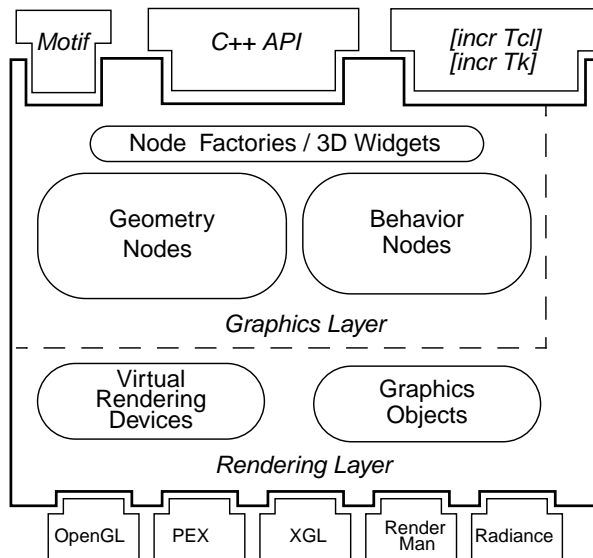 Motif
C++ API
[incr Tcl]
[incr Tk]
Node Factories / 3D Widgets
Geometry
Nodes
Behavior
Nodes
Graphics Layer
Virtual
Rendering
Devices
Graphics
Objects
Rendering Layer
OpenGL
PEX
XGL
Render
Man
Radiance